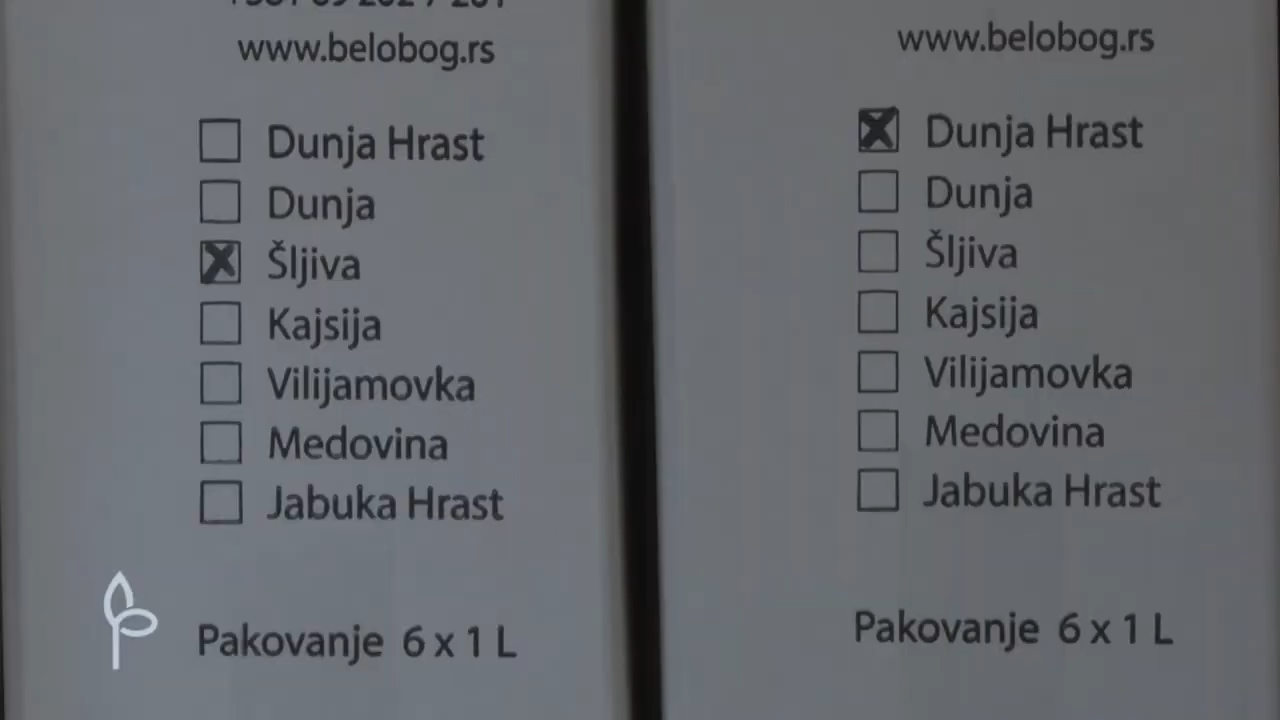 www.belobog.rs
Dunja Hrast
Dunja
Šljiva
Kajsija
Vilijamovka
Medovina
Jabuka Hrast
Pakovanje 6 x 1 L
www.belobog.rs
Dunja Hrast
Dunja
Šljiva
Kajsija
Vilijamovka
Medovina
Jabuka Hrast
Pakovanje 6 x 1 L